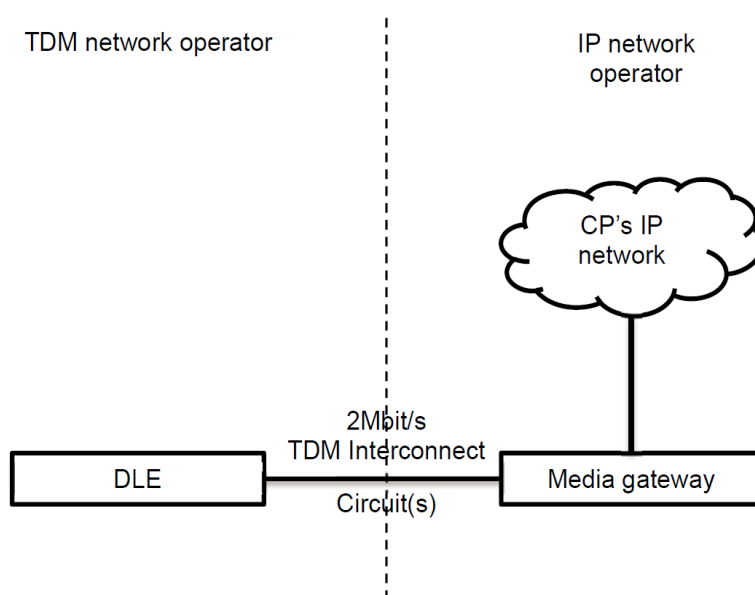 TDM network operator
IP network
operator
CP's IP
network
2Mbit/s
TDM Interconnect
DLE
Media gateway
Circuit(s)